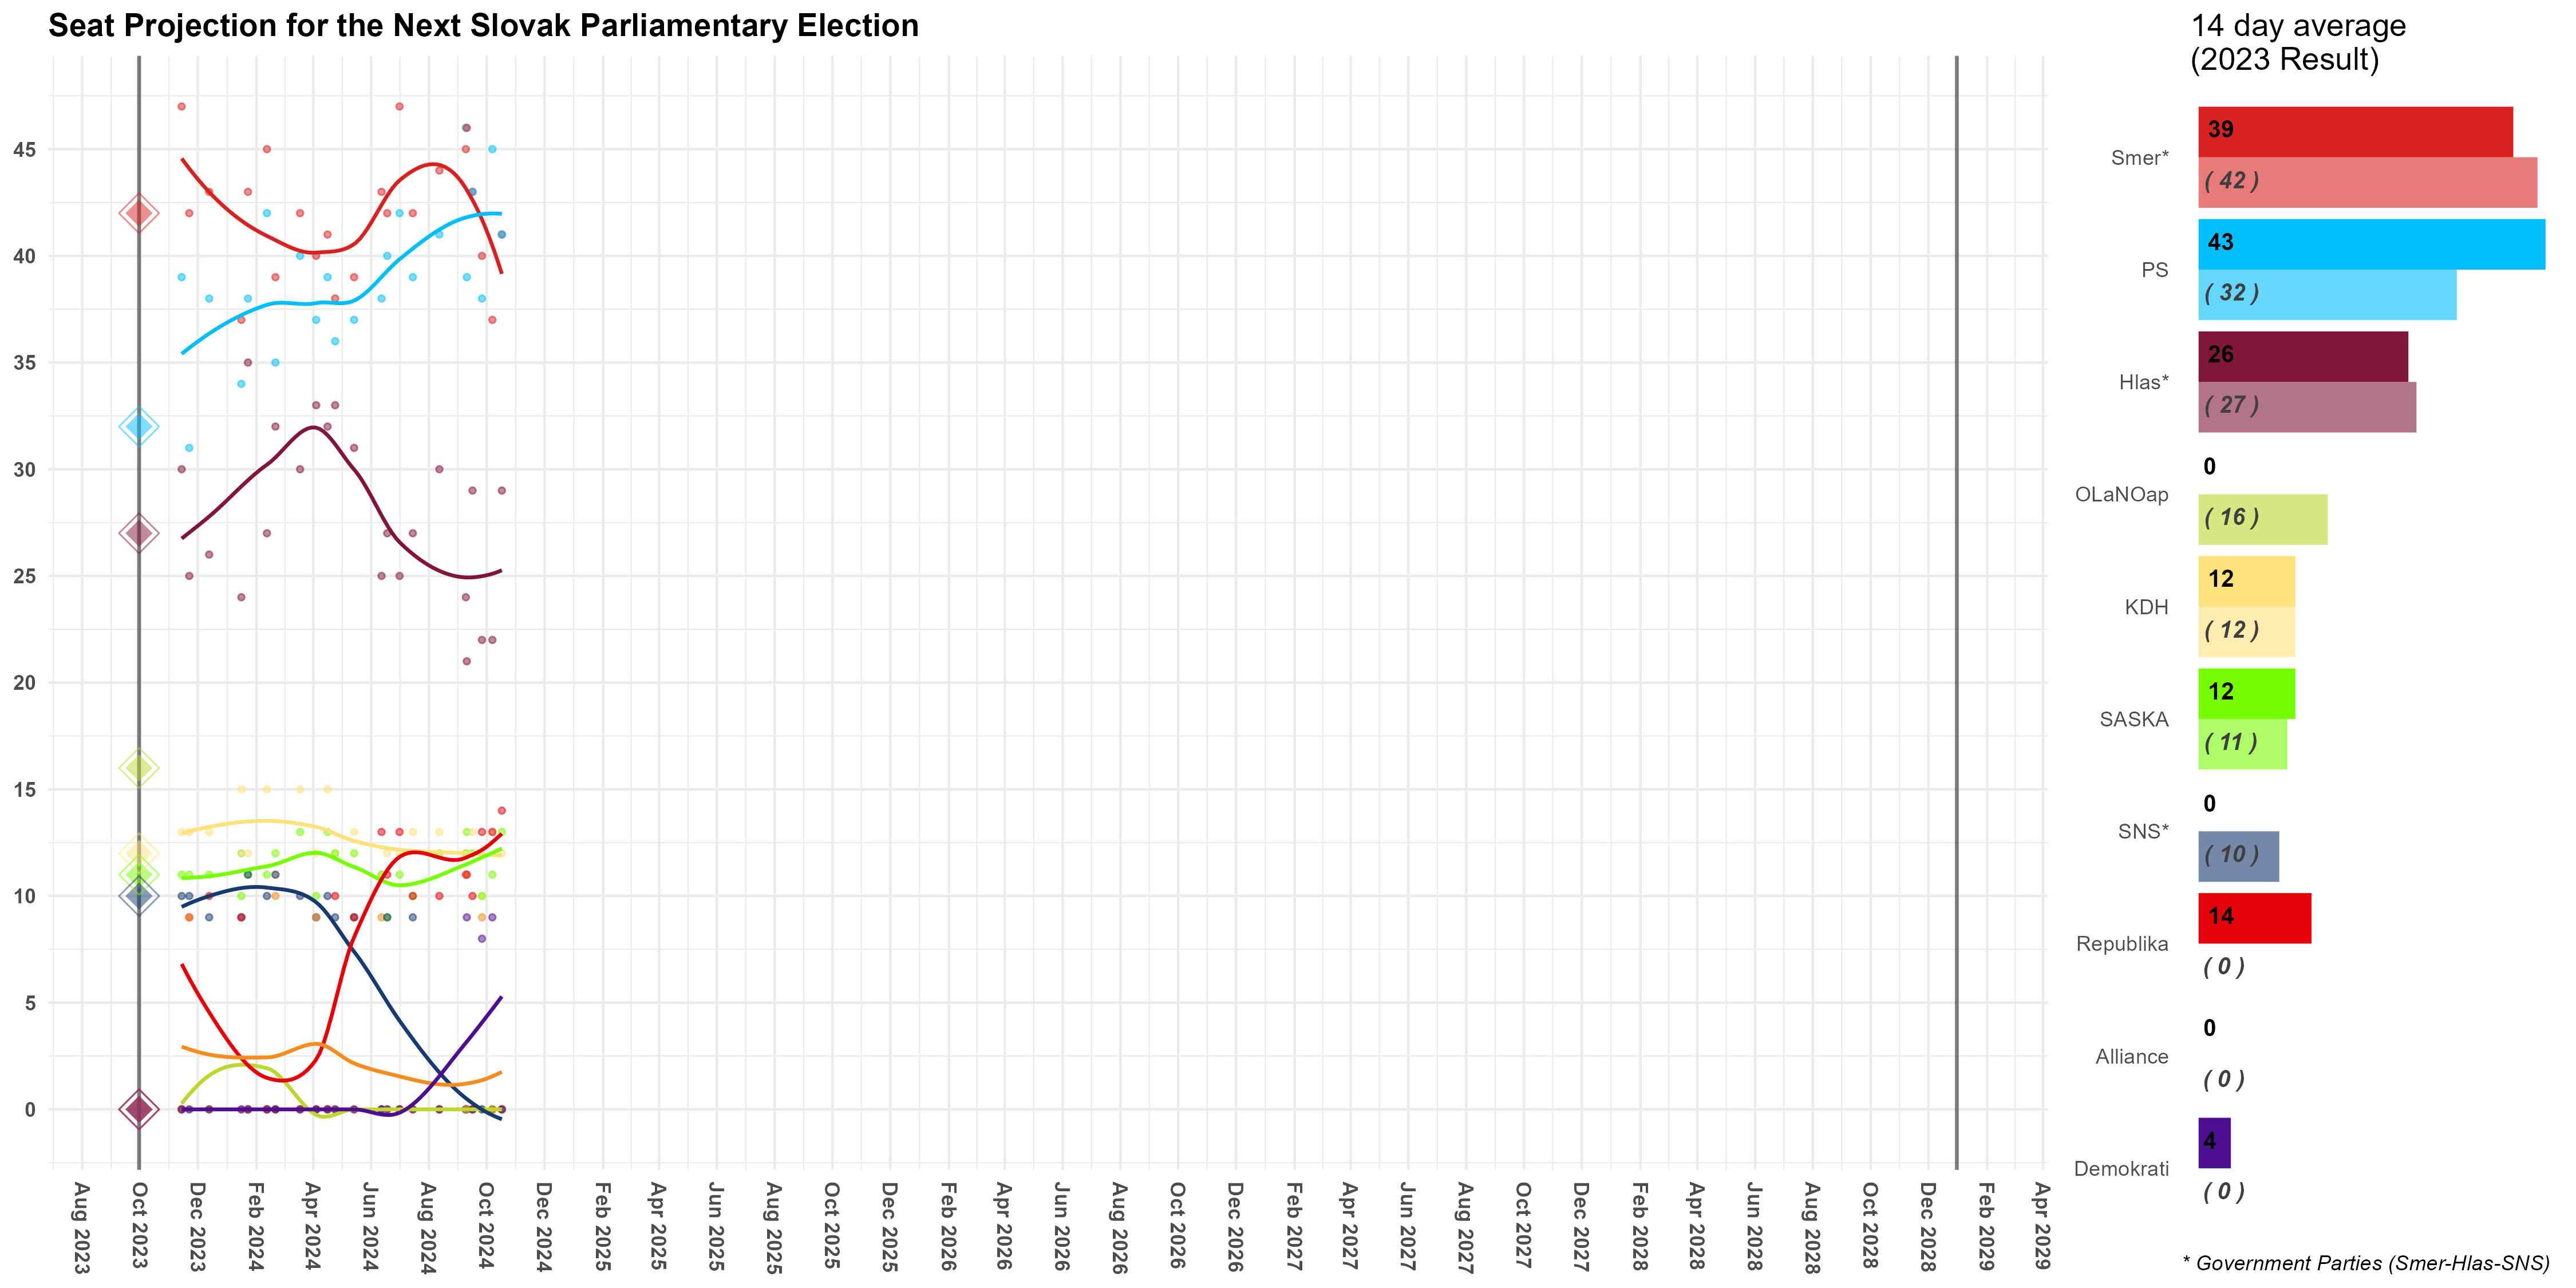 Seat Projection for the Next Slovak Parliamentary Election
14 day average
(2023 Result)
45
40
35
30
25
20
15
10
5
0
Aug 2023
Oct 2023
Dec 2023
Feb 2024
Apr 2024
Jun 2024
Aug 2024
Oct 2024
Dec 2024
Feb 2025
Apr 2025
Jun 2025
Aug 2025
Oct 2025
Dec 2025
Feb 2026
Apr 2026
Jun 2026
Aug 2026
Oct 2026
Dec 2026
Feb 2027
Apr 2027
Jun 2027
Aug 2027
Oct 2027
Dec 2027
Feb 2028
Apr 2028
Jun 2028
Aug 2028
Oct 2028
Dec 2028
Feb 2029
Apr 2029
Smer*
39
( 42 )
PS
43
( 32 )
Hlas*
26
( 27 )
OLaNOap
0
( 16 )
KDH
12
( 12 )
SASKA
12
( 11 )
SNS*
0
( 10 )
Republika
14
( 0 )
Alliance
0
( 0 )
Demokrati
4
( 0 )
* Government Parties (Smer-Hlas-SNS)